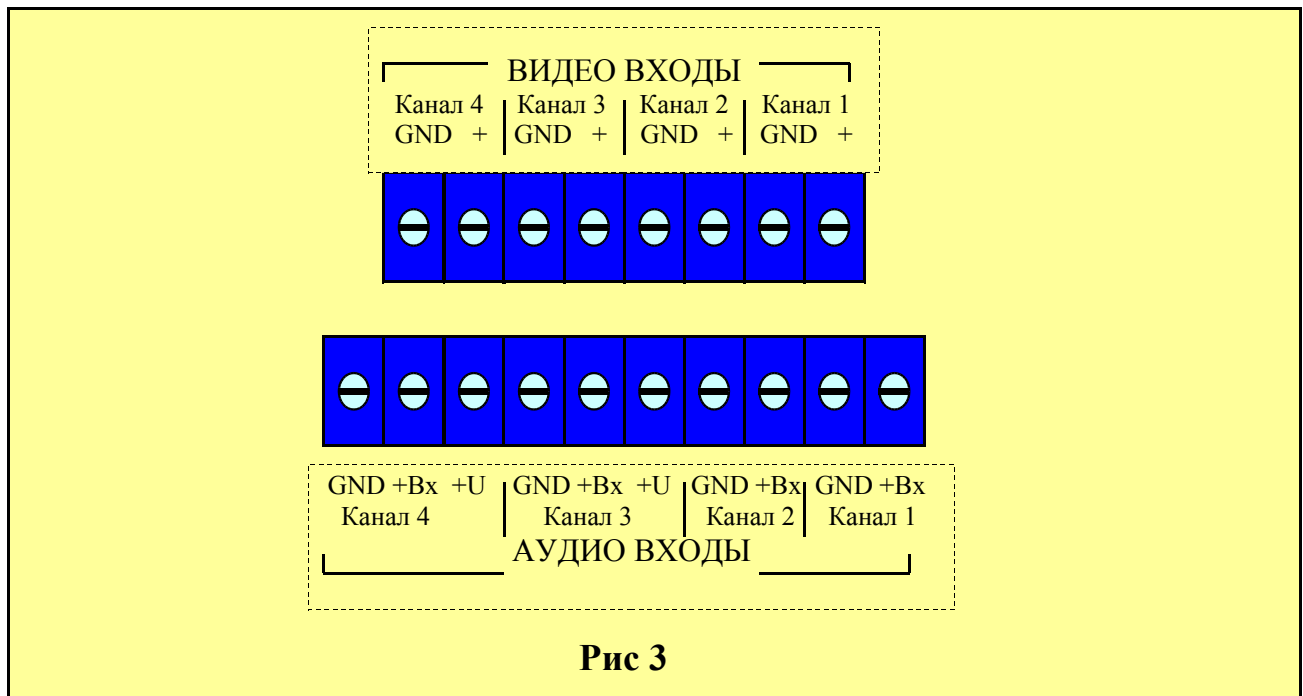 ВИДЕО ВХОДЫ
Канал 4 Канал 3 Канал 2 Канал 1
GND + GND + GND + GND +
GND +Вх +U GND +Вх +U GND +Вх GND +Вх
Канал 4 Канал 3 Канал 2 Канал 1
АУДИО ВХОДЫ
Рис 3